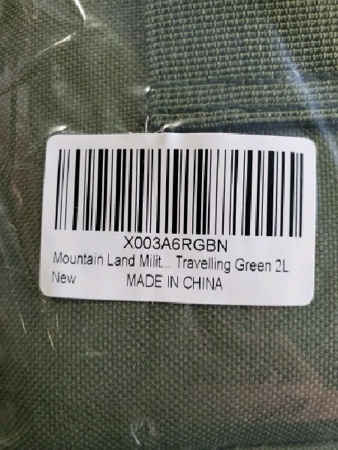 X003A6RGBN
Mountain Land Milit... Travelling Green 2L
New MADE IN CHINA